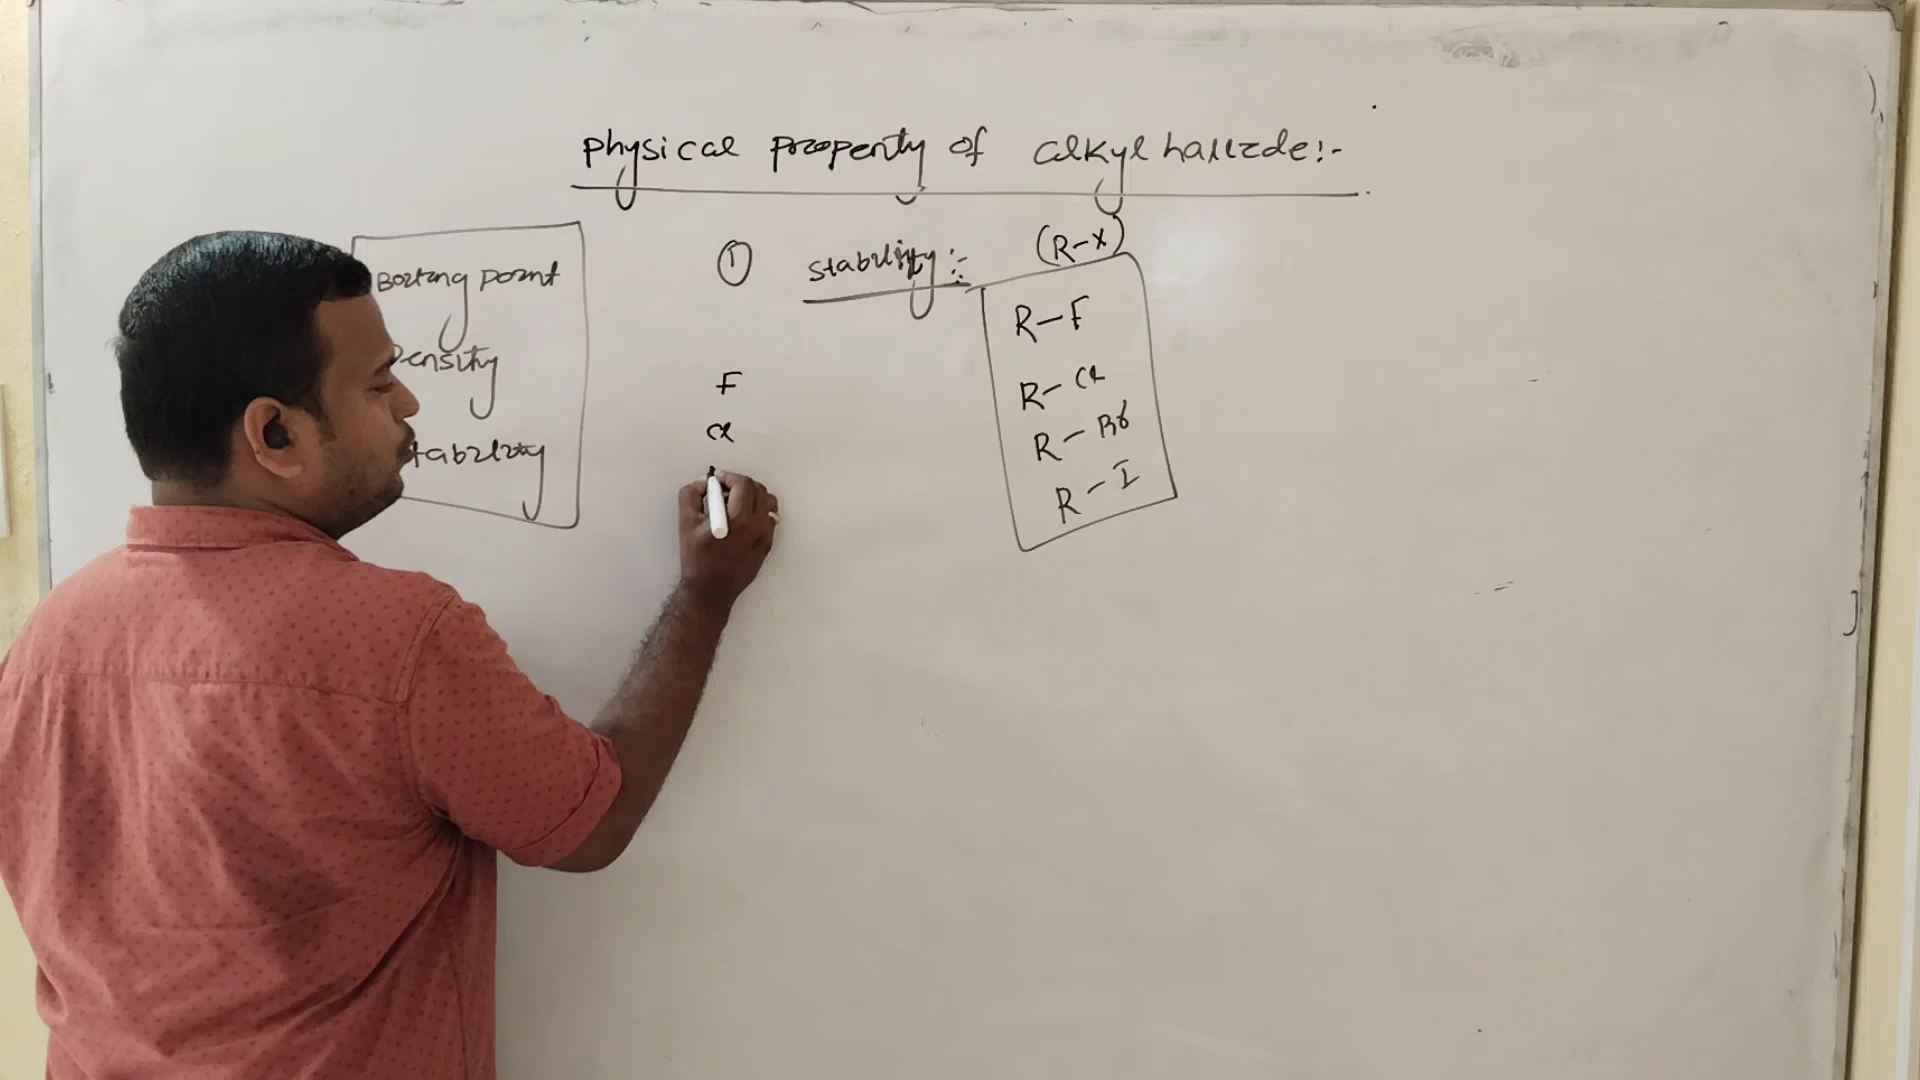 Physical property of alkyl halide:-
Boiling point
Density
Stability
① Stability :-
(R-X)
R-F
R-Cl
R-Br
R-I
F
Cl